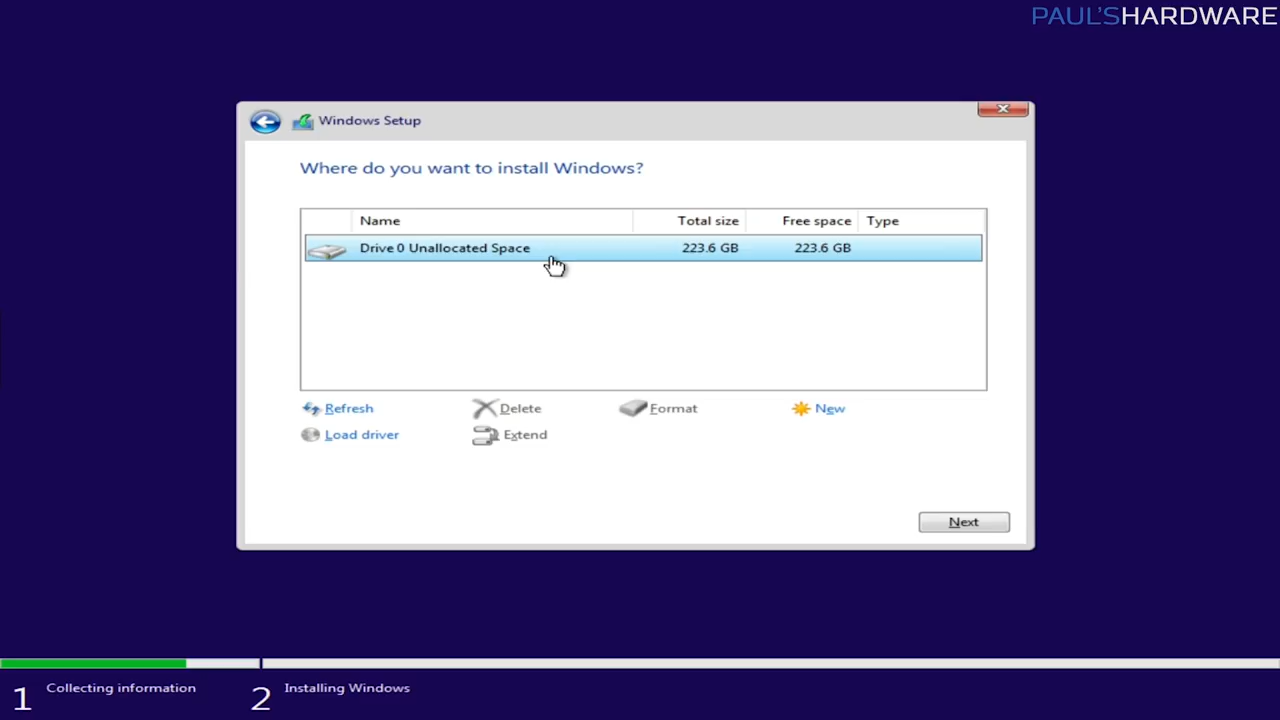 PAUL'SHARDWARE
Windows Setup
Where do you want to install Windows?
Name Total size Free space Type
Drive 0 Unallocated Space 223.6 GB 223.6 GB
Refresh Delete Format New
Load driver Extend
Next
1 Collecting information 2 Installing Windows